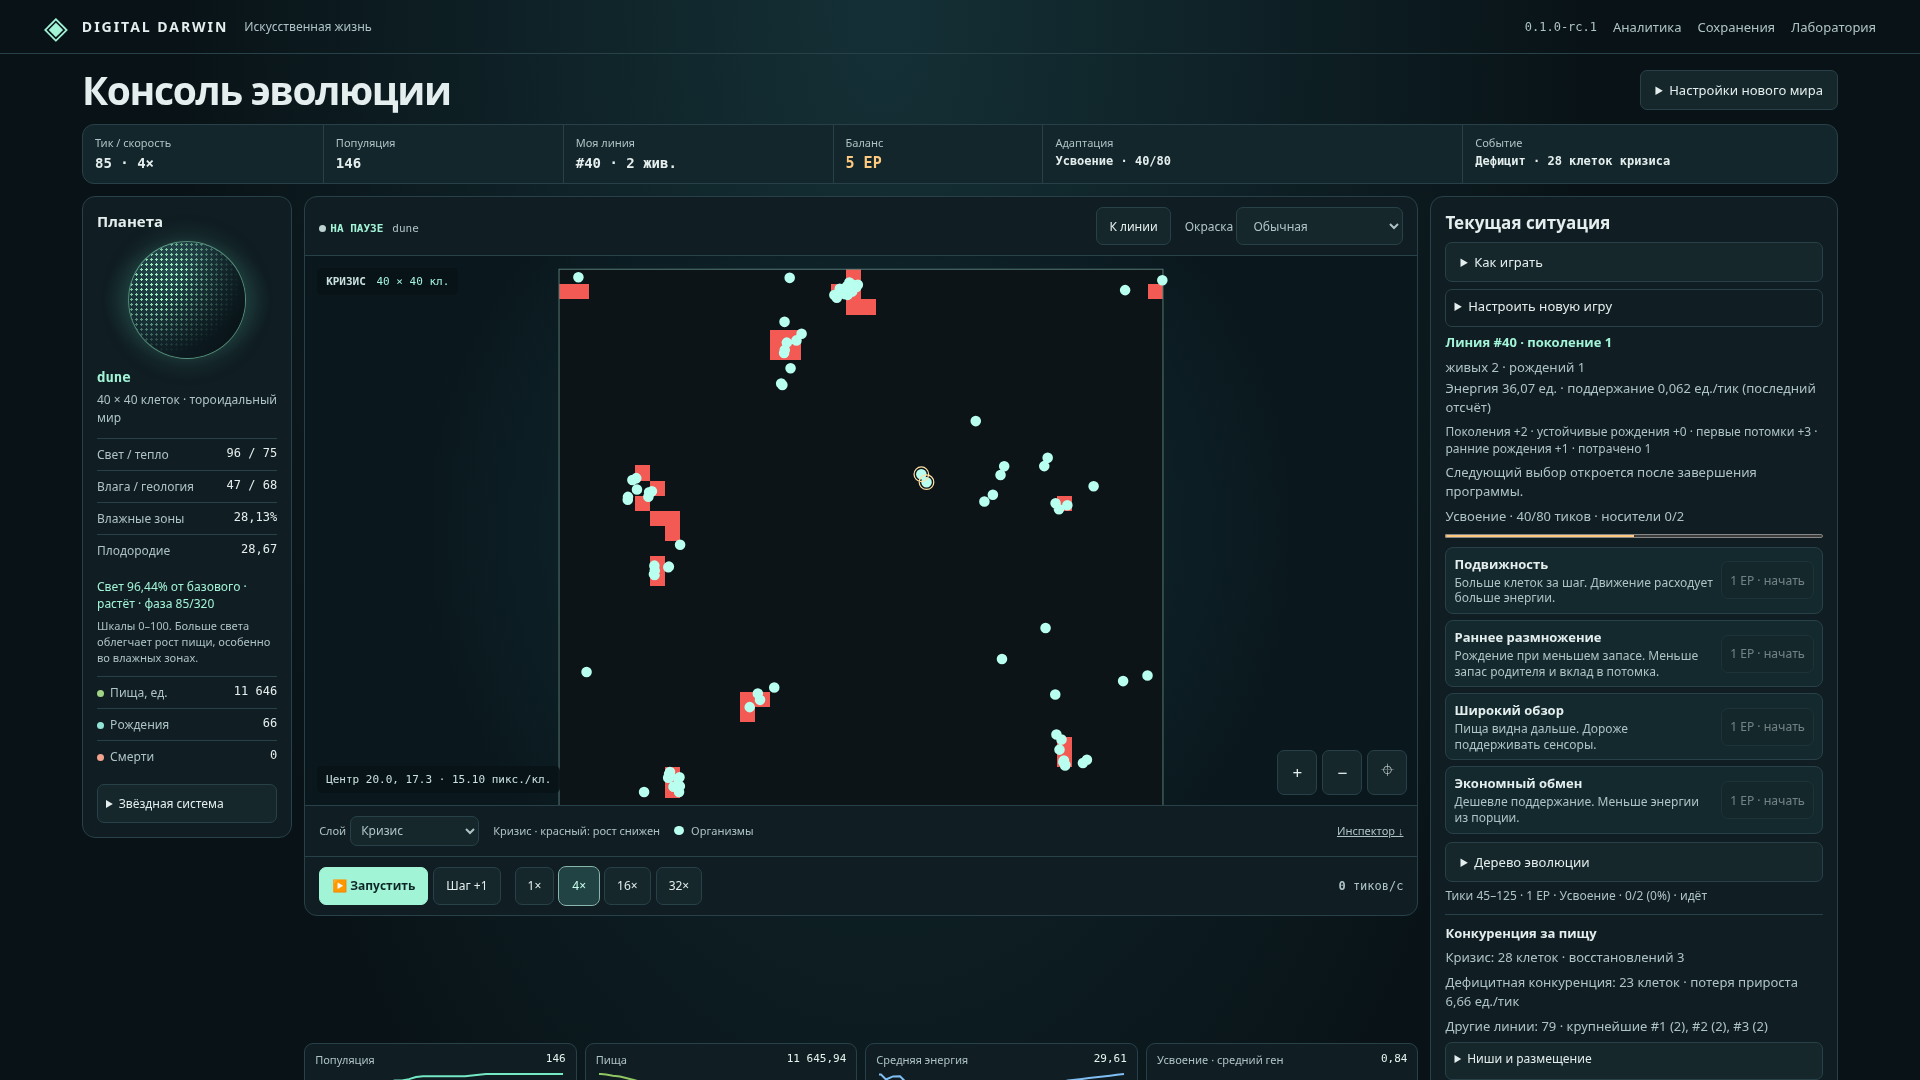 DIGITAL DARWIN Искусственная жизнь
0.1.0-rc.1 Аналитика Сохранения Лаборатория
Консоль эволюции
▶ Настройки нового мира
Тик / скорость
85 · 4×
Популяция
146
Моя линия
#40 · 2 жив.
Баланс
5 EP
Адаптация
Усвоение · 40/80
Событие
Дефицит · 28 клеток кризиса
Планета
dune
40 × 40 клеток · тороидальный
мир
Свет / тепло 96 / 75
Влага / геология 47 / 68
Влажные зоны 28,13%
Плодородие 28,67
Свет 96,44% от базового ·
растёт · фаза 85/320
Шкалы 0–100. Больше света
облегчает рост пищи, особенно
во влажных зонах.
Пища, ед. 11 646
Рождения 66
Смерти 0
▶ Звёздная система
НА ПАУЗЕ dune
К линии
Окраска Обычная
КРИЗИС 40 × 40 кл.
Центр 20.0, 17.3 · 15.10 пикс./кл.
+ −
Слой Кризис
Кризис · красный: рост снижен
Организмы
Инспектор ↓
▶ Запустить
Шаг +1
1× 4× 16× 32×
0 тиков/с
Популяция 146
Пища 11 645,94
Средняя энергия 29,61
Усвоение · средний ген 0,84
Текущая ситуация
▶ Как играть
▶ Настроить новую игру
Линия #40 · поколение 1
живых 2 · рождений 1
Энергия 36,07 ед. · поддержание 0,062 ед./тик (последний
отсчёт)
Поколения +2 · устойчивые рождения +0 · первые потомки +3 ·
ранние рождения +1 · потрачено 1
Следующий выбор откроется после завершения
программы.
Усвоение · 40/80 тиков · носители 0/2
Подвижность
Больше клеток за шаг. Движение расходует
больше энергии.
1 EP · начать
Раннее размножение
Рождение при меньшем запасе. Меньше
запас родителя и вклад в потомка.
1 EP · начать
Широкий обзор
Пища видна дальше. Дороже
поддерживать сенсоры.
1 EP · начать
Экономный обмен
Дешевле поддержание. Меньше энергии
из порции.
1 EP · начать
▶ Дерево эволюции
Тики 45–125 · 1 EP · Усвоение · 0/2 (0%) · идёт
Конкуренция за пищу
Кризис: 28 клеток · восстановлений 3
Дефицитная конкуренция: 23 клеток · потеря прироста
6,66 ед./тик
Другие линии: 79 · крупнейшие #1 (2), #2 (2), #3 (2)
▶ Ниши и размещение